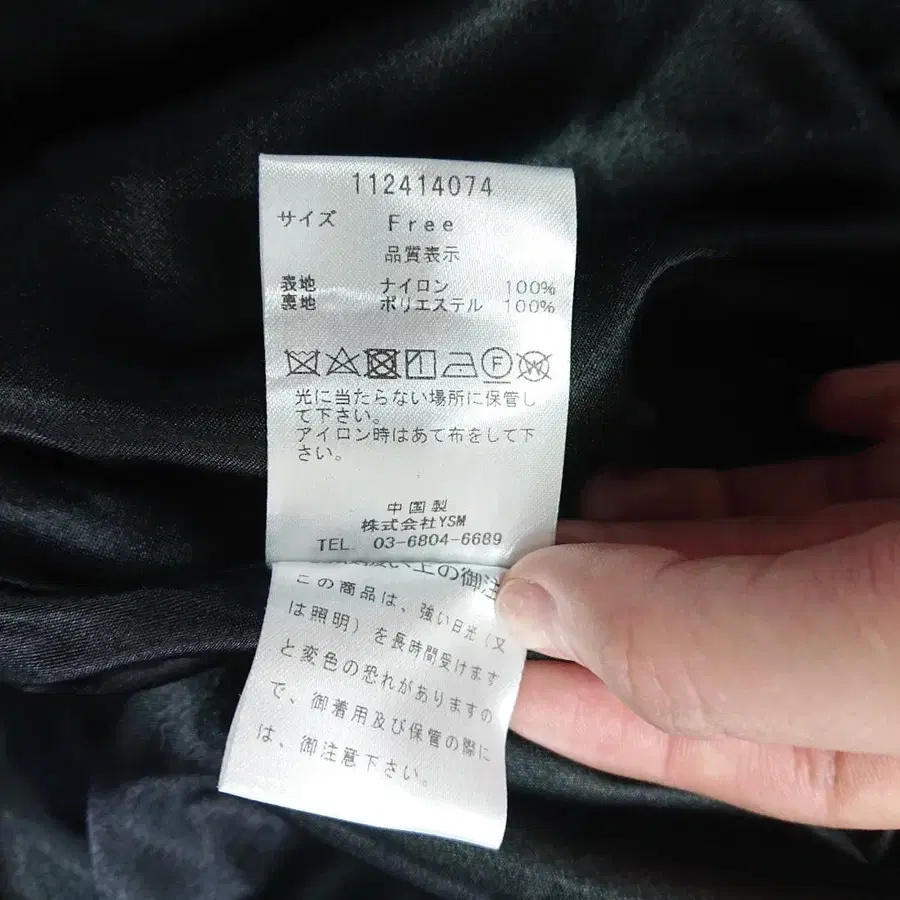 112414074
サイズ Free
品質表示
表地 ナイロン 100%
裏地 ポリエステル 100%
F W
光に当たらない場所に保管し
て下さい。
アイロン時はあて布をして下
さい。
中国製
株式会社YSM
TEL. 03-6804-6689
い上の御注
この商品は、強い日光(又
は照明)を長時間受けます
と変色の恐れがありますの
で、御着用及び保管の際に
は、御注意下さい。